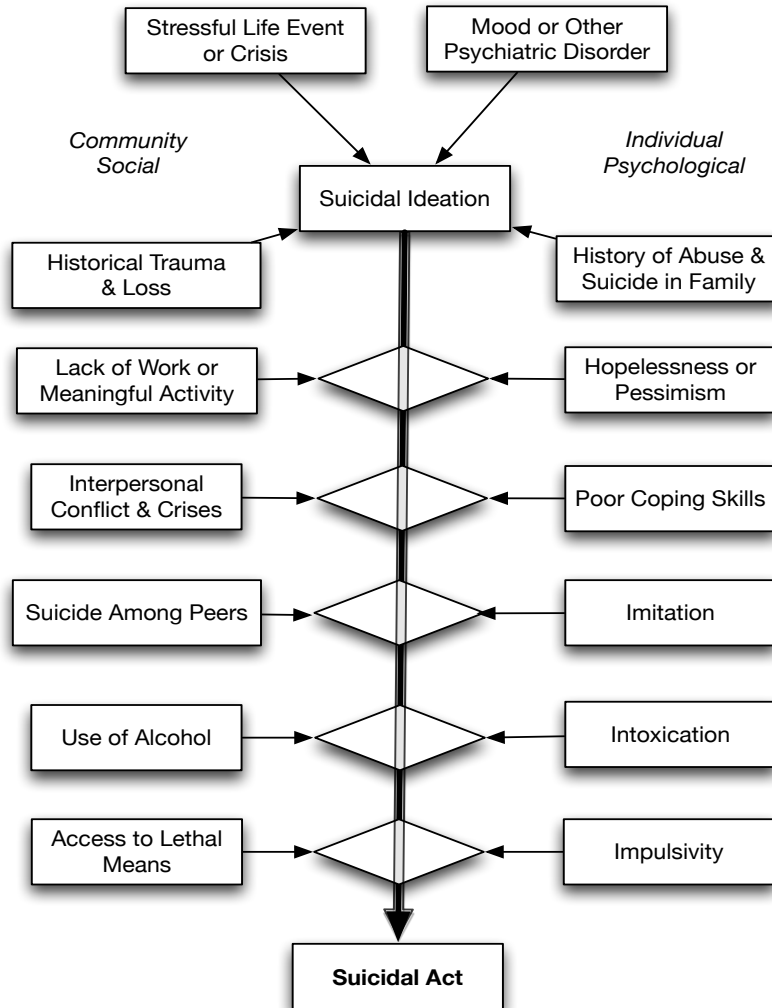 Stressful Life Event
or Crisis
Mood or Other
Psychiatric Disorder
Community
Social
Individual
Psychological
Suicidal Ideation
Historical Trauma
& Loss
History of Abuse &
Suicide in Family
Lack of Work or
Meaningful Activity
Hopelessness or
Pessimism
Interpersonal
Conflict & Crises
Poor Coping Skills
Suicide Among Peers
Imitation
Use of Alcohol
Intoxication
Access to Lethal
Means
Impulsivity
Suicidal Act